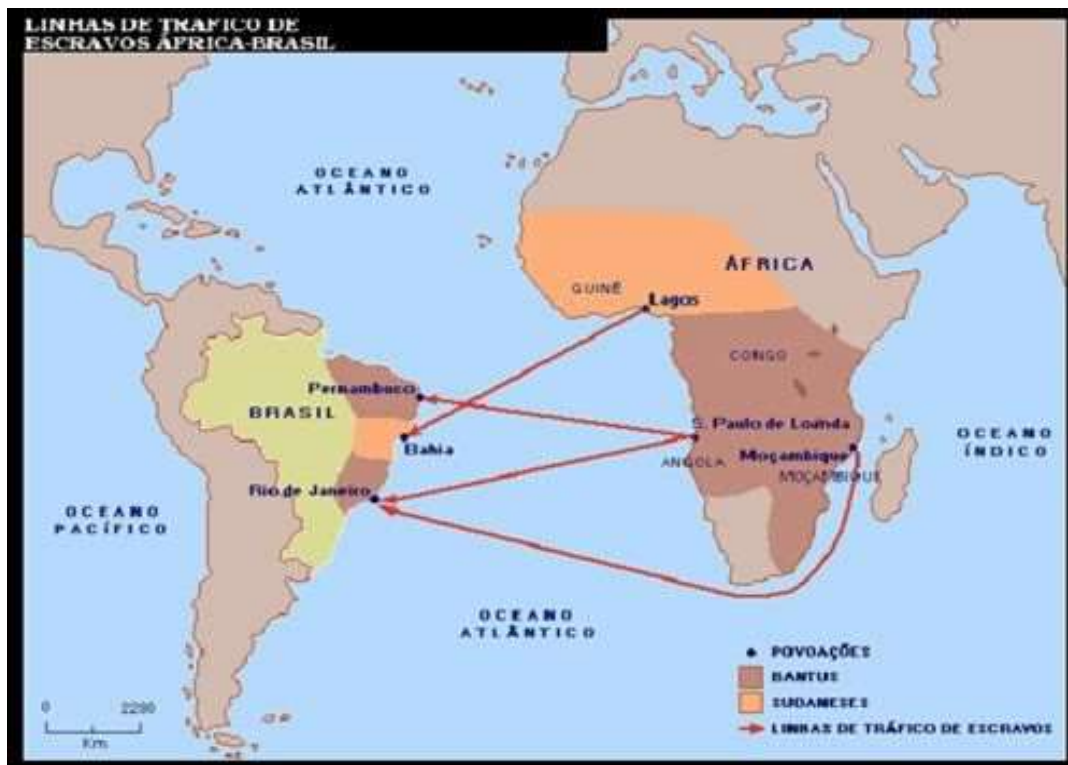 LINHAS DE TRAFICO DE
ESCRAVOS ÁFRICA-BRASIL
OCEANO
ATLÂNTICO
ÁFRICA
GUINÉ
Lagos
CONGO
Pernambuco
BRASIL
S. Paulo de Loanda
Bahia
ANGOLA
Moçambique
MOÇAMBIQUE
OCEANO
ÍNDICO
Rio de Janeiro
OCEANO
PACÍFICO
OCEANO
ATLÂNTICO
POVOAÇÕES
BANTUS
SUDANESES
LINHAS DE TRÁFICO DE ESCRAVOS
0 2200
Km